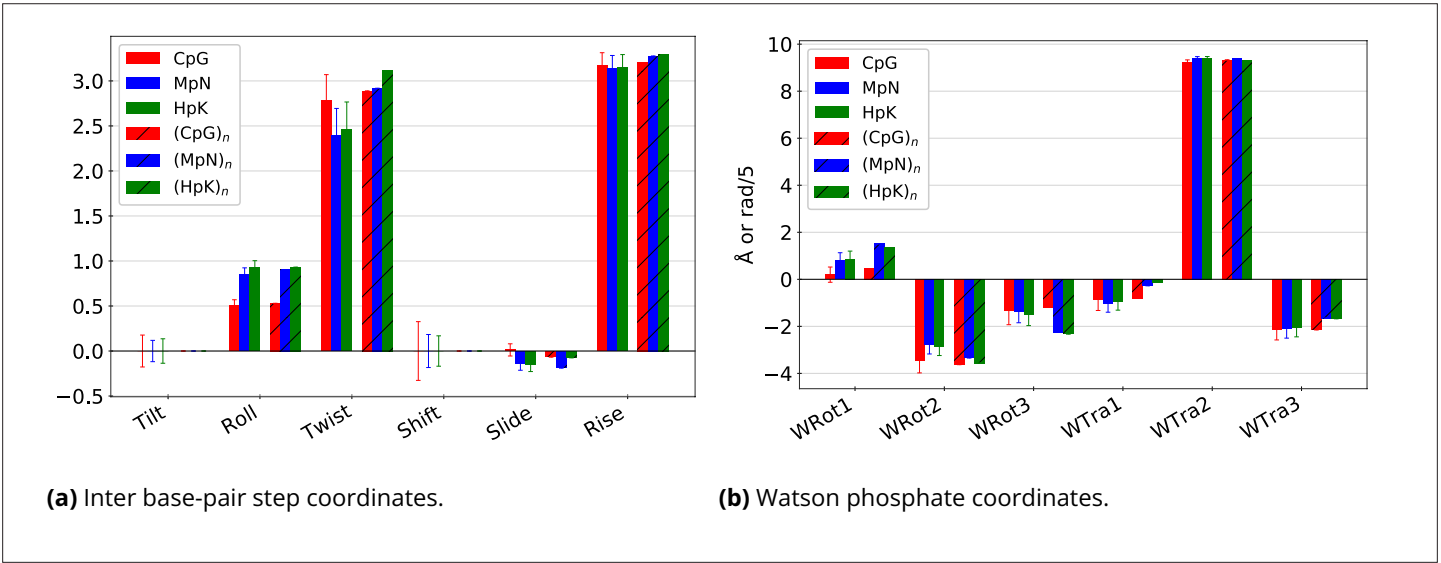 CpG
MpN
HpK
(CpG)n
(MpN)n
(HpK)n
3.0
2.5
2.0
1.5
1.0
0.5
0.0
−0.5
Tilt
Roll
Twist
Shift
Slide
Rise
(a) Inter base-pair step coordinates.
CpG
MpN
HpK
(CpG)n
(MpN)n
(HpK)n
Å or rad/5
10
8
6
4
2
0
−2
−4
WRot1
WRot2
WRot3
WTra1
WTra2
WTra3
(b) Watson phosphate coordinates.